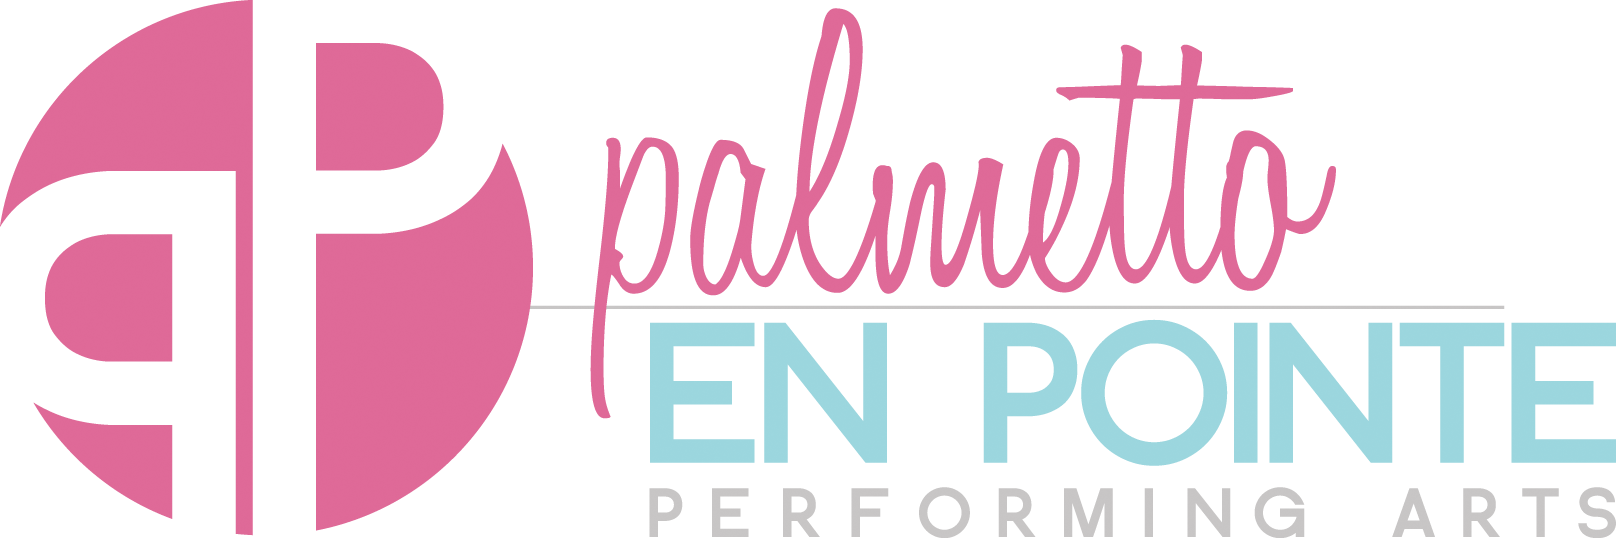 palmetto
EN POINTE
PERFORMING ARTS